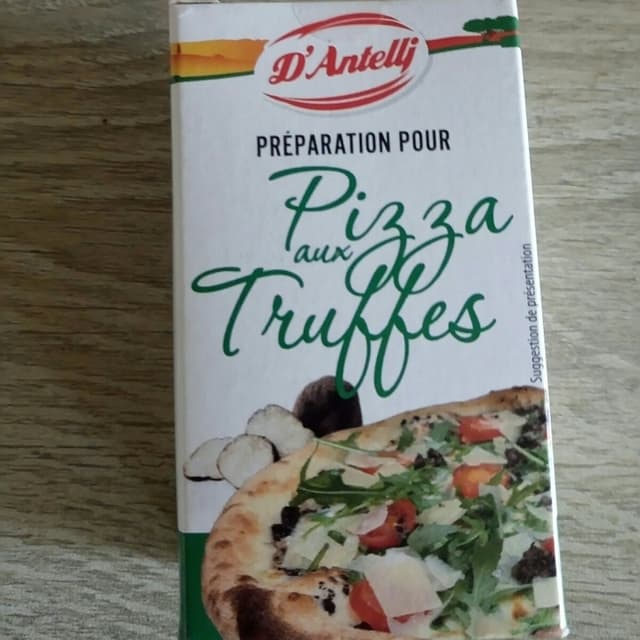 D'Antelli
PRÉPARATION POUR
Pizza
aux
Truffes
Suggestion de présentation